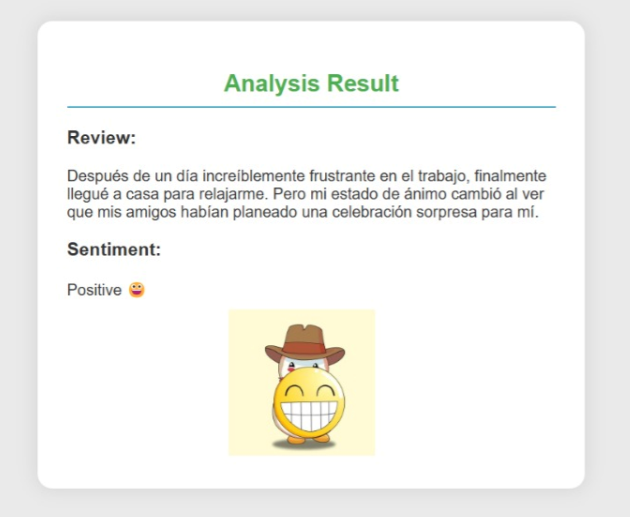 Analysis Result
Review:
Después de un día increíblemente frustrante en el trabajo, finalmente
llegué a casa para relajarme. Pero mi estado de ánimo cambió al ver
que mis amigos habían planeado una celebración sorpresa para mí.
Sentiment:
Positive 😀